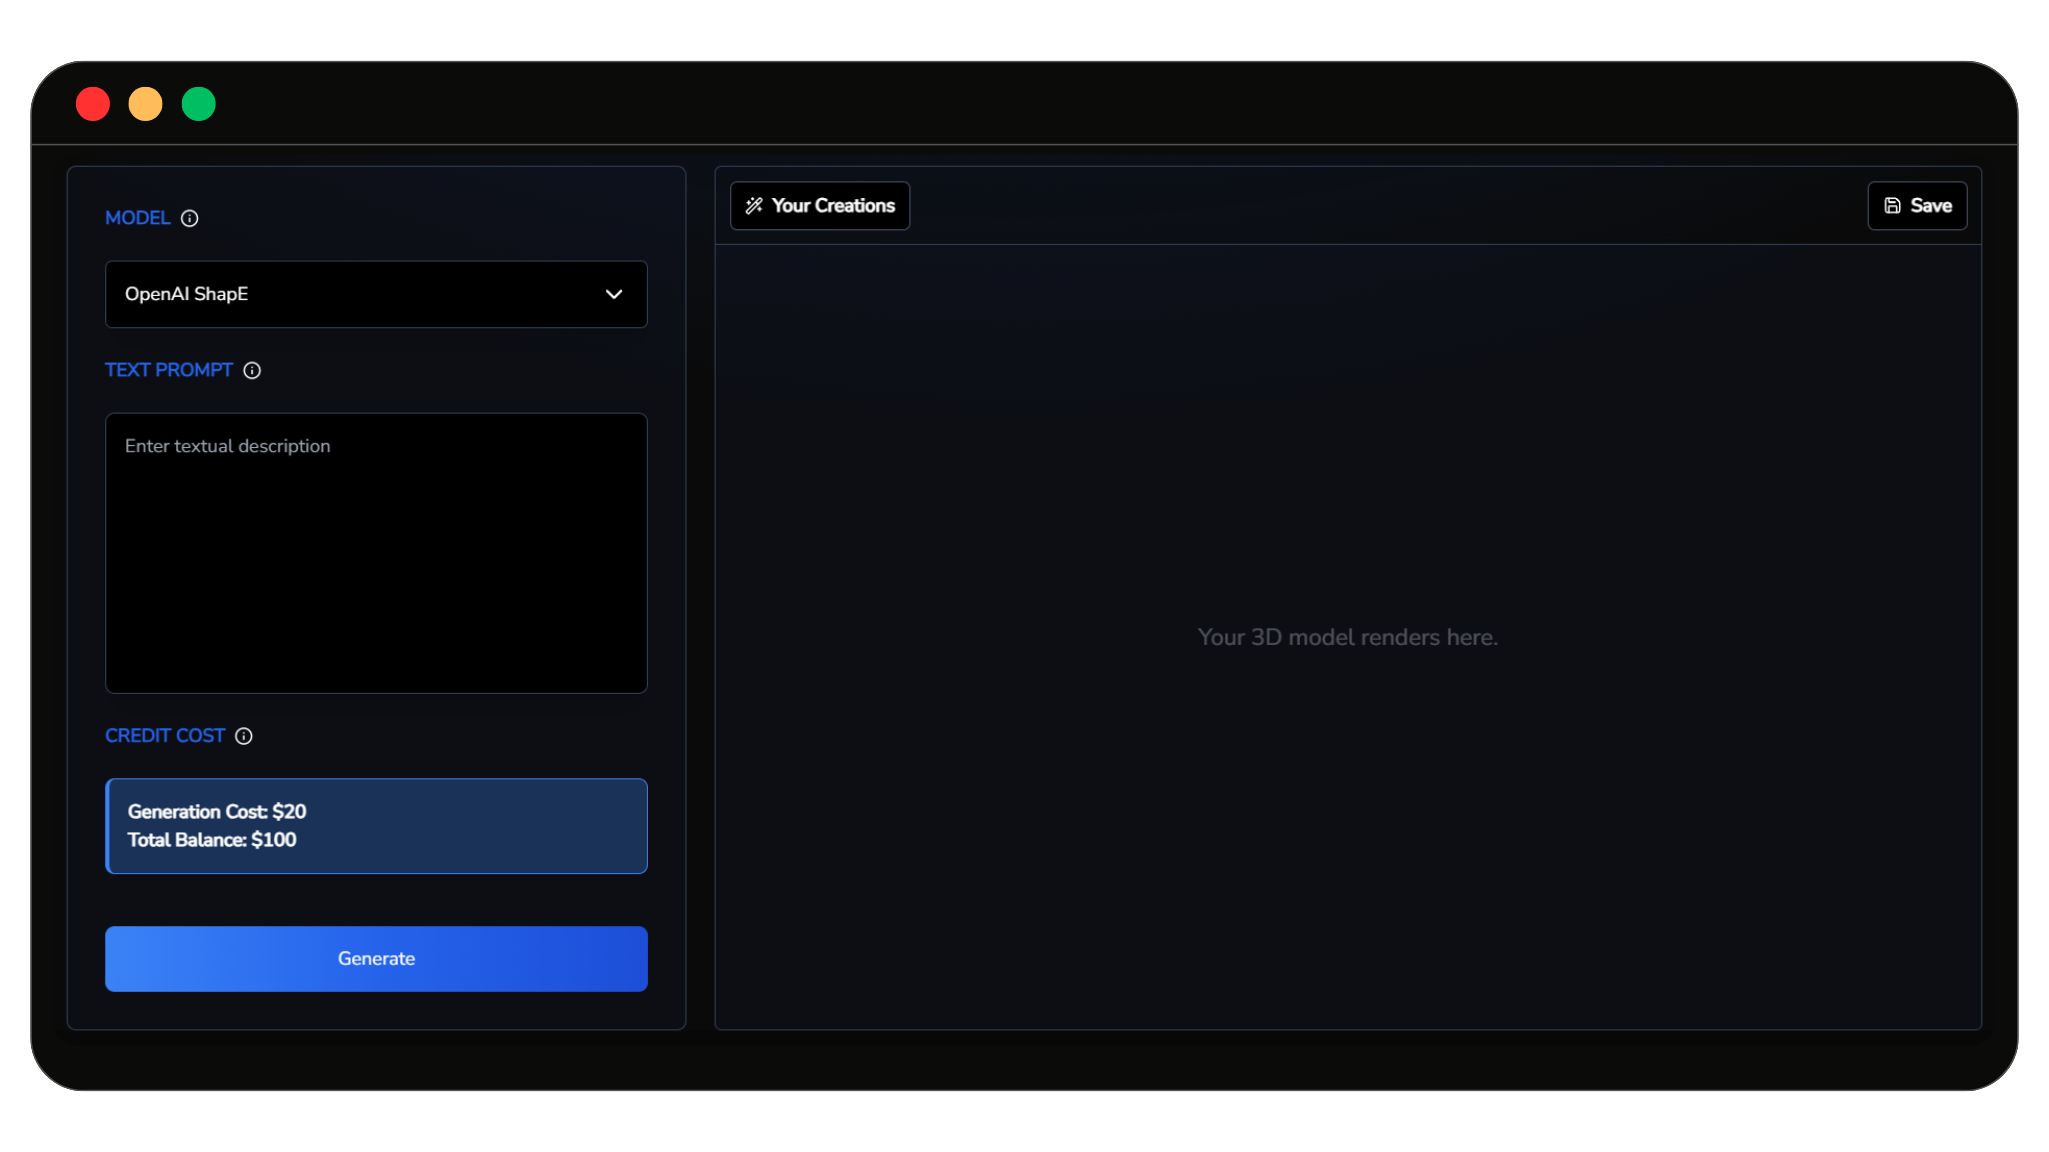 MODEL
OpenAI ShapE
TEXT PROMPT
Enter textual description
CREDIT COST
Generation Cost: $20
Total Balance: $100
Generate
Your Creations
Save
Your 3D model renders here.